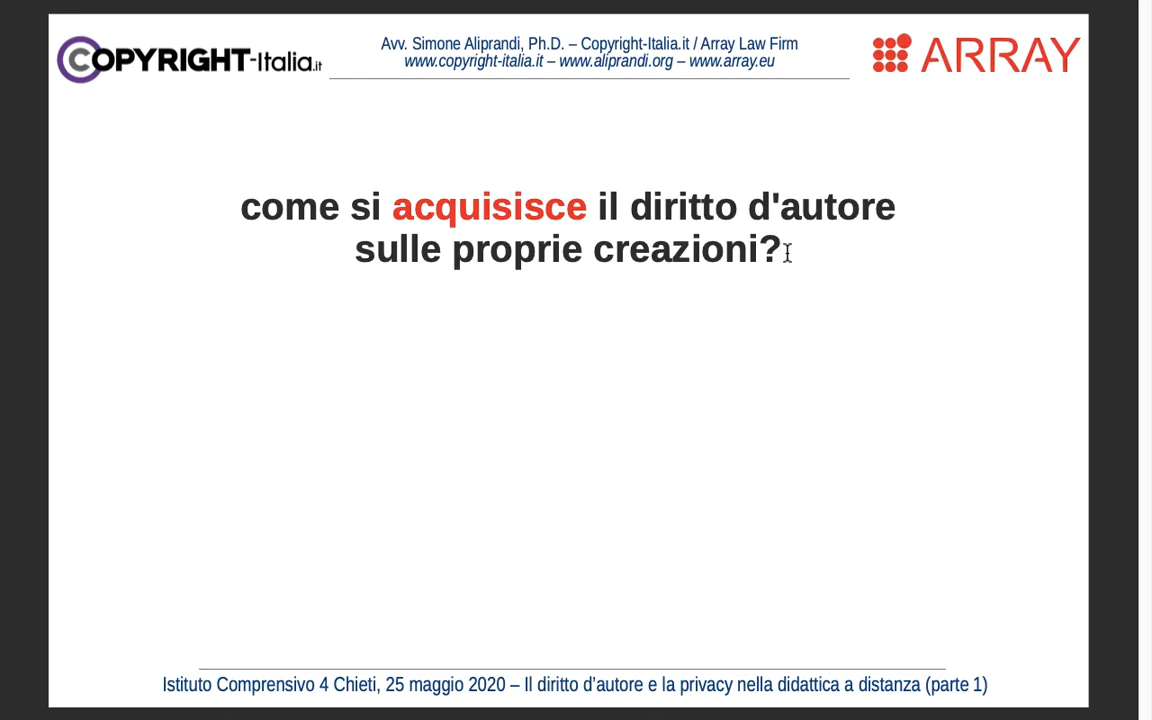 COPYRIGHT-Italia.it
Avv. Simone Aliprandi, Ph.D. – Copyright-Italia.it / Array Law Firm
www.copyright-italia.it – www.aliprandi.org – www.array.eu
ARRAY
come si acquisisce il diritto d'autore
sulle proprie creazioni?
Istituto Comprensivo 4 Chieti, 25 maggio 2020 – Il diritto d’autore e la privacy nella didattica a distanza (parte 1)